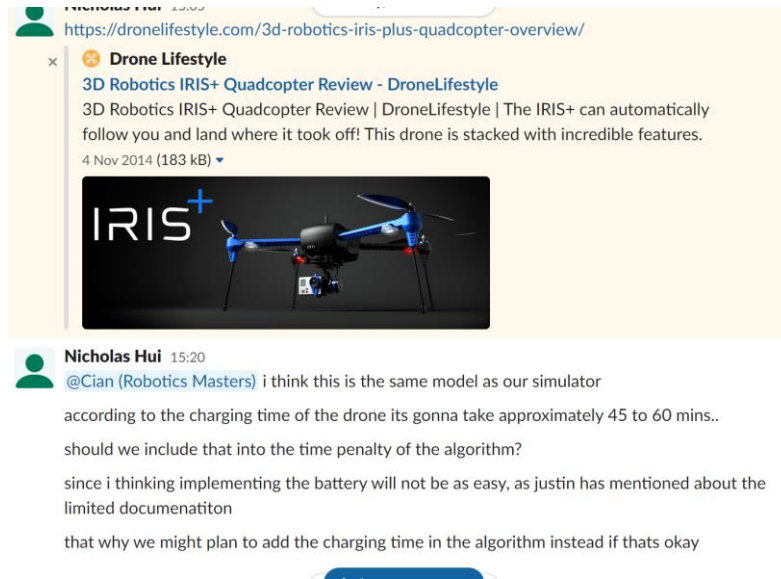 Nicholas Hui 15:05
https://dronelifestyle.com/3d-robotics-iris-plus-quadcopter-overview/
× Drone Lifestyle
3D Robotics IRIS+ Quadcopter Review - DroneLifestyle
3D Robotics IRIS+ Quadcopter Review | DroneLifestyle | The IRIS+ can automatically
follow you and land where it took off! This drone is stacked with incredible features.
4 Nov 2014 (183 kB)
IRIS+
Nicholas Hui 15:20
@Cian (Robotics Masters) i think this is the same model as our simulator
according to the charging time of the drone its gonna take approximately 45 to 60 mins..
should we include that into the time penalty of the algorithm?
since i thinking implementing the battery will not be as easy, as justin has mentioned about the
limited documenatiton
that why we might plan to add the charging time in the algorithm instead if thats okay